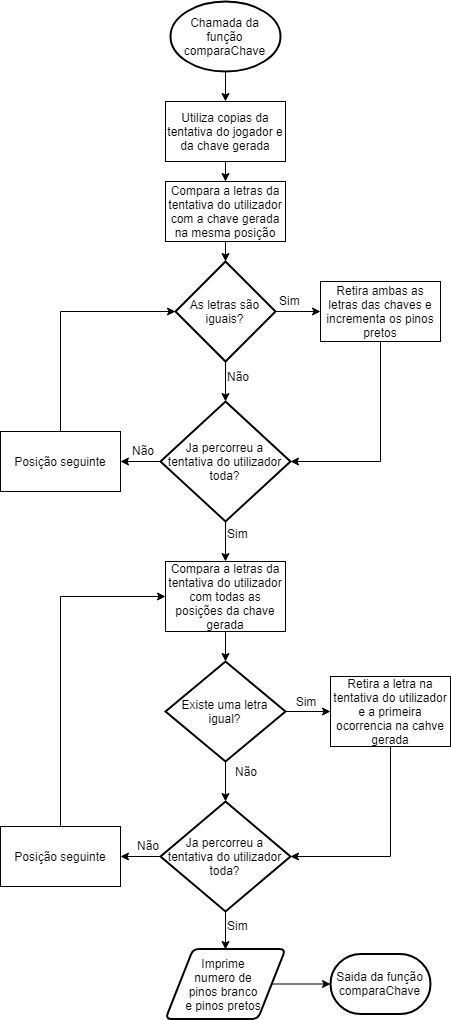 Chamada da
função
comparaChave
Utiliza copias da
tentativa do jogador e
da chave gerada
Compara a letras da
tentativa do utilizador
com a chave gerada
na mesma posição
As letras são
iguais?
Sim
Retira ambas as
letras das chaves e
incrementa os pinos
pretos
Não
Ja percorreu a
tentativa do utilizador
toda?
Não
Posição seguinte
Sim
Compara a letras da
tentativa do utilizador
com todas as
posições da chave
gerada
Existe uma letra
igual?
Sim
Retira a letra na
tentativa do utilizador
e a primeira
ocorrencia na cahve
gerada
Não
Ja percorreu a
tentativa do utilizador
toda?
Não
Posição seguinte
Sim
Imprime
numero de
pinos branco
e pinos pretos
Saida da função
comparaChave